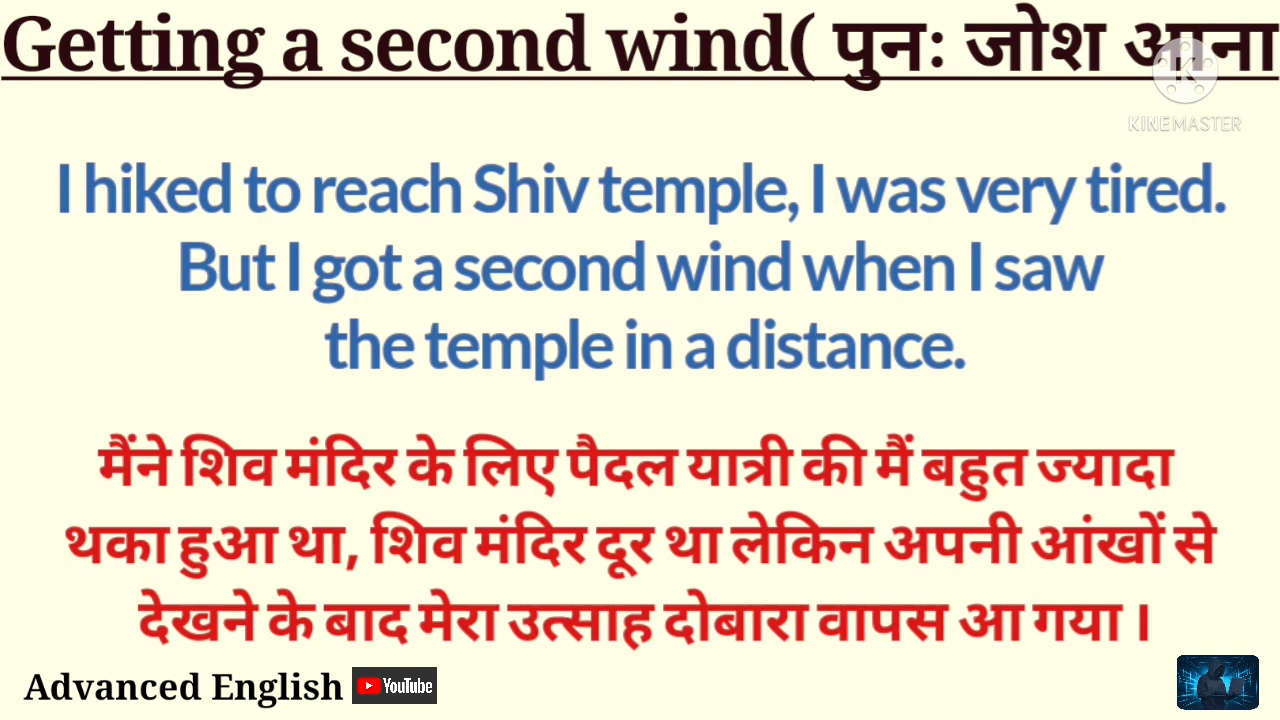 Getting a second wind( पुनः जोश आना
KINEMASTER
I hiked to reach Shiv temple, I was very tired.
But I got a second wind when I saw
the temple in a distance.
मैंने शिव मंदिर के लिए पैदल यात्री की मैं बहुत ज्यादा
थका हुआ था, शिव मंदिर दूर था लेकिन अपनी आंखों से
देखने के बाद मेरा उत्साह दोबारा वापस आ गया ।
Advanced English YouTube